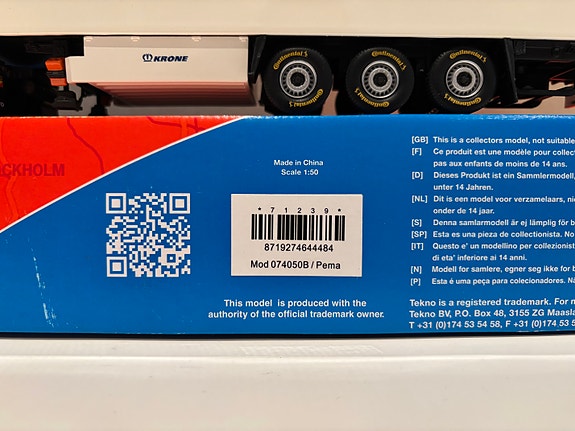 KRONE
Continental
Continental
Continental
Continental
Continental
Continental
CKHOLM
Made in China
Scale 1:50
* 7 1 2 3 9 *
8719274644484
Mod 074050B / Pema
This model is produced with the
authority of the official trademark owner.
[GB] This is a collectors model, not suitable
[F] Ce produit est une modèle pour collec
pas aux enfants de moins de 14 ans.
[D] Dieses Produkt ist ein Sammlermodell,
unter 14 Jahren.
[NL] Dit is een model voor verzamelaars, nie
onder de 14 jaar.
[S] Denna samlarmodell är ej lämplig för b
[SP] Esta es una pieza de collectionista. No
[IT] Questo e' un modellino per collezionist
di eta' inferiore ai 14 anni.
[N] Modell for samlere, egner seg ikke for b
[P] Esta é uma peça para colecionadores. Nã
Tekno is a registered trademark. For m
Tekno BV, P.O. Box 48, 3155 ZG Maasla
T +31 (0)174 53 54 58, F +31 (0)174 53 5